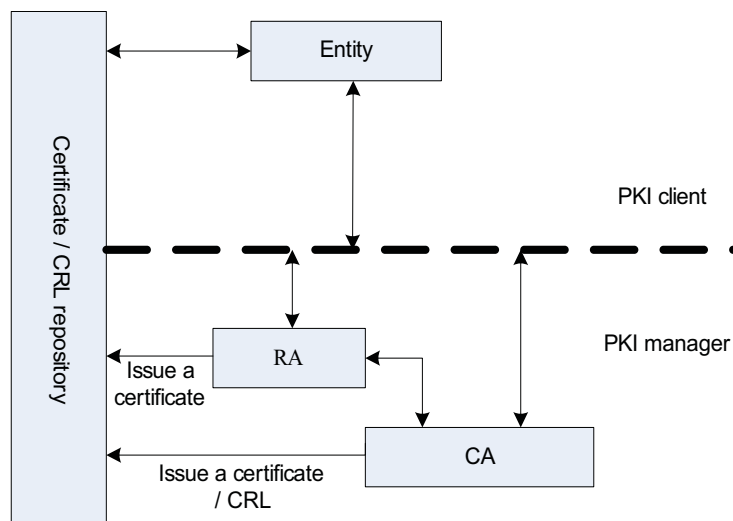 Entity
Certificate / CRL repository
PKI client
RA
PKI manager
Issue a
certificate
CA
Issue a certificate
/ CRL